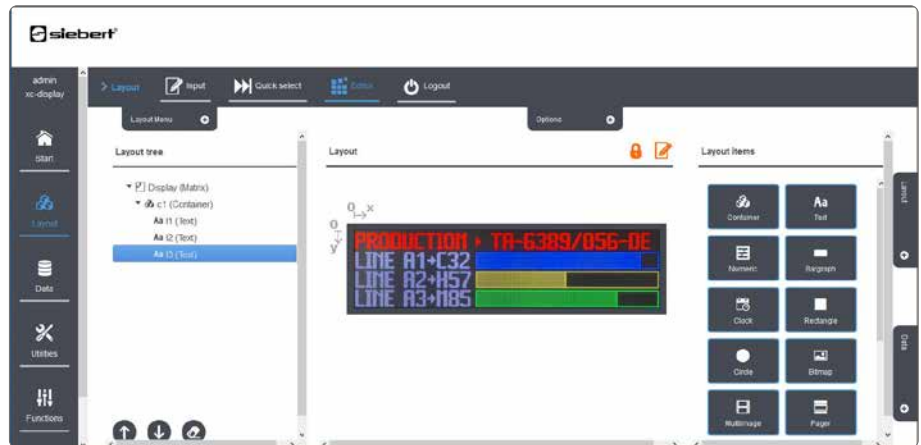 siebert®
admin
xc-display
> Layout
Input
Quick select
Editor
Logout
Layout Menu
Options
Start
Layout
Data
Utilities
Functions
Layout tree
Display (Matrix)
c1 (Container)
Aa t1 (Text)
Aa t2 (Text)
Aa t3 (Text)
Layout
0 x
0
y
PRODUCTION › TA-6389/056-DE
LINE A1→C32
LINE A2→H57
LINE A3→M85
Layout items
Container
Aa
Text
Numeric
Bargraph
Clock
Rectangle
Circle
Bitmap
Multiimage
Pager
Layout
Data